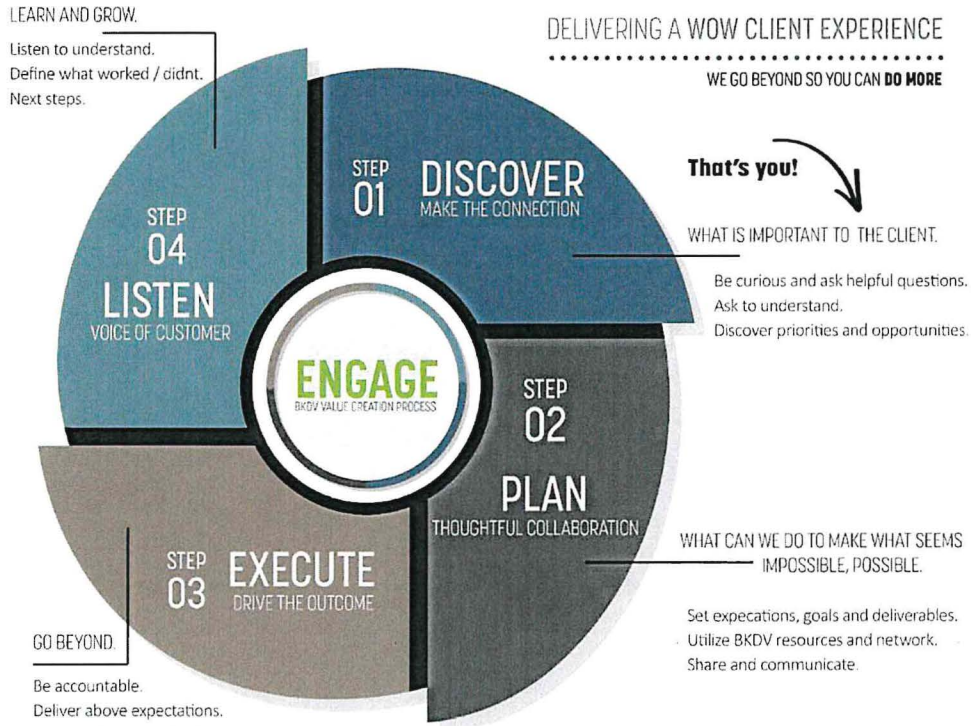 DELIVERING A WOW CLIENT EXPERIENCE
WE GO BEYOND SO YOU CAN DO MORE
That's you!
STEP
01
DISCOVER
MAKE THE CONNECTION
WHAT IS IMPORTANT TO THE CLIENT.
Be curious and ask helpful questions.
Ask to understand.
Discover priorities and opportunities.
STEP
02
PLAN
THOUGHTFUL COLLABORATION
WHAT CAN WE DO TO MAKE WHAT SEEMS
IMPOSSIBLE, POSSIBLE.
Set expecations, goals and deliverables.
Utilize BKDV resources and network.
Share and communicate.
STEP
03
EXECUTE
DRIVE THE OUTCOME
GO BEYOND.
Be accountable.
Deliver above expectations.
STEP
04
LISTEN
VOICE OF CUSTOMER
LEARN AND GROW.
Listen to understand.
Define what worked / didnt.
Next steps.
ENGAGE
BKDV VALUE CREATION PROCESS